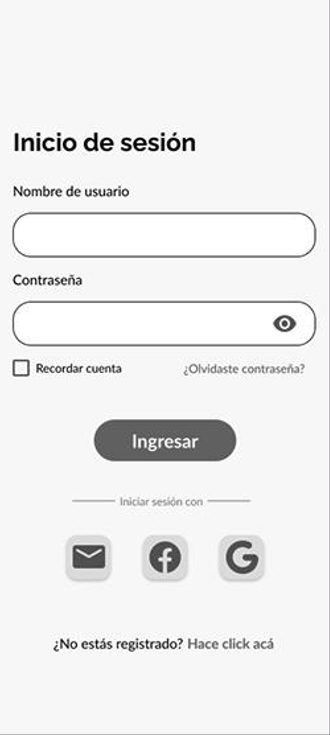 Inicio de sesión
Nombre de usuario
Contraseña
Recordar cuenta ¿Olvidaste contraseña?
Ingresar
Iniciar sesión con
¿No estás registrado? Hace click acá